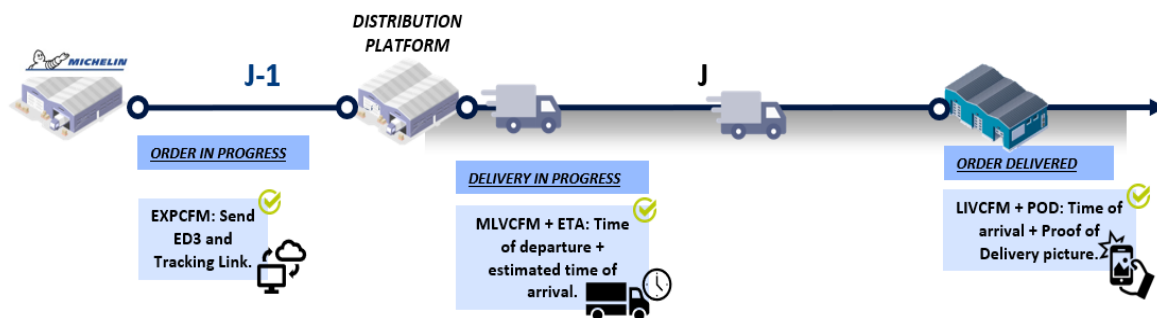 MICHELIN
J-1
DISTRIBUTION
PLATFORM
J
ORDER IN PROGRESS
EXPCFM: Send
ED3 and
Tracking Link.
DELIVERY IN PROGRESS
MLVCFM + ETA: Time
of departure +
estimated time of
arrival.
ORDER DELIVERED
LIVCFM + POD: Time of
arrival + Proof of
Delivery picture.